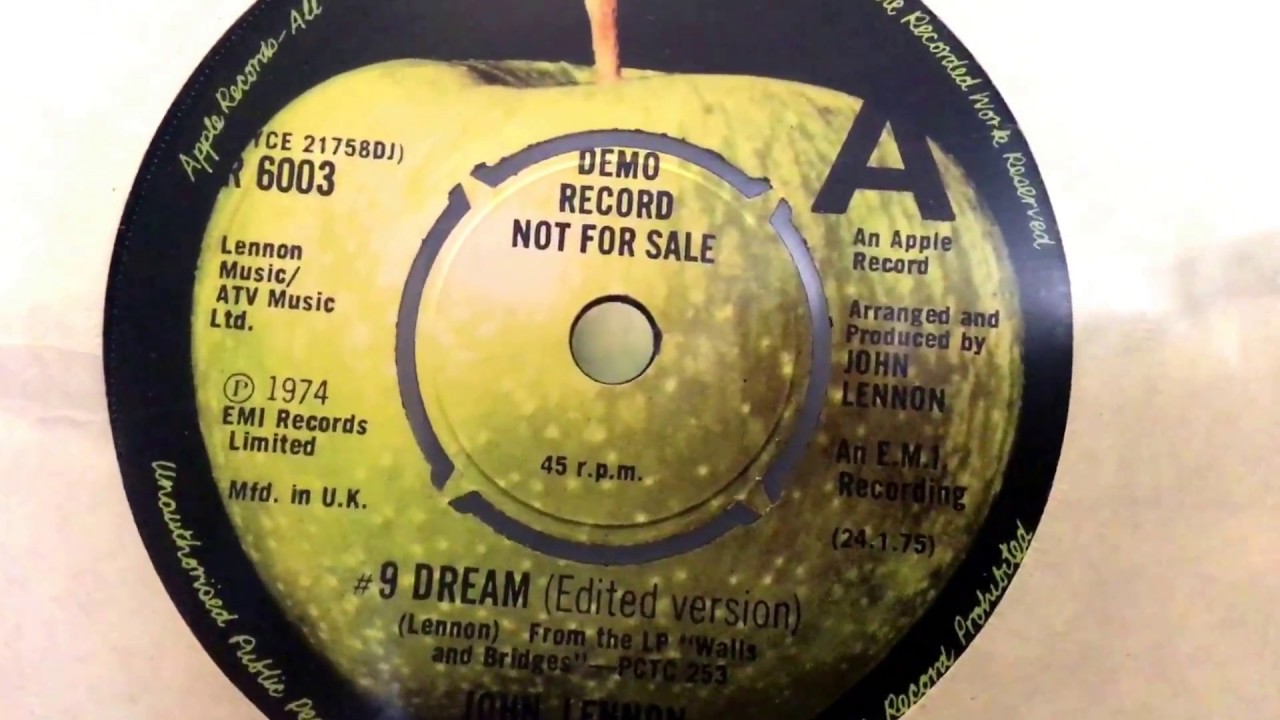 Apple Records-All
Recorded Work Reserved
YCE 21758DJ)
R 6003
DEMO
RECORD
NOT FOR SALE
A
Lennon
Music/
ATV Music
Ltd.
An Apple
Record
Arranged and
Produced by
JOHN
LENNON
Ⓟ 1974
EMI Records
Limited
Mfd. in U.K.
45 r.p.m.
An E.M.I.
Recording
(24.1.75)
#9 DREAM (Edited version)
(Lennon) From the LP "Walls
and Bridges"—PCTC 253
JOHN LENNON
Unauthorised Public
Record Prohibited